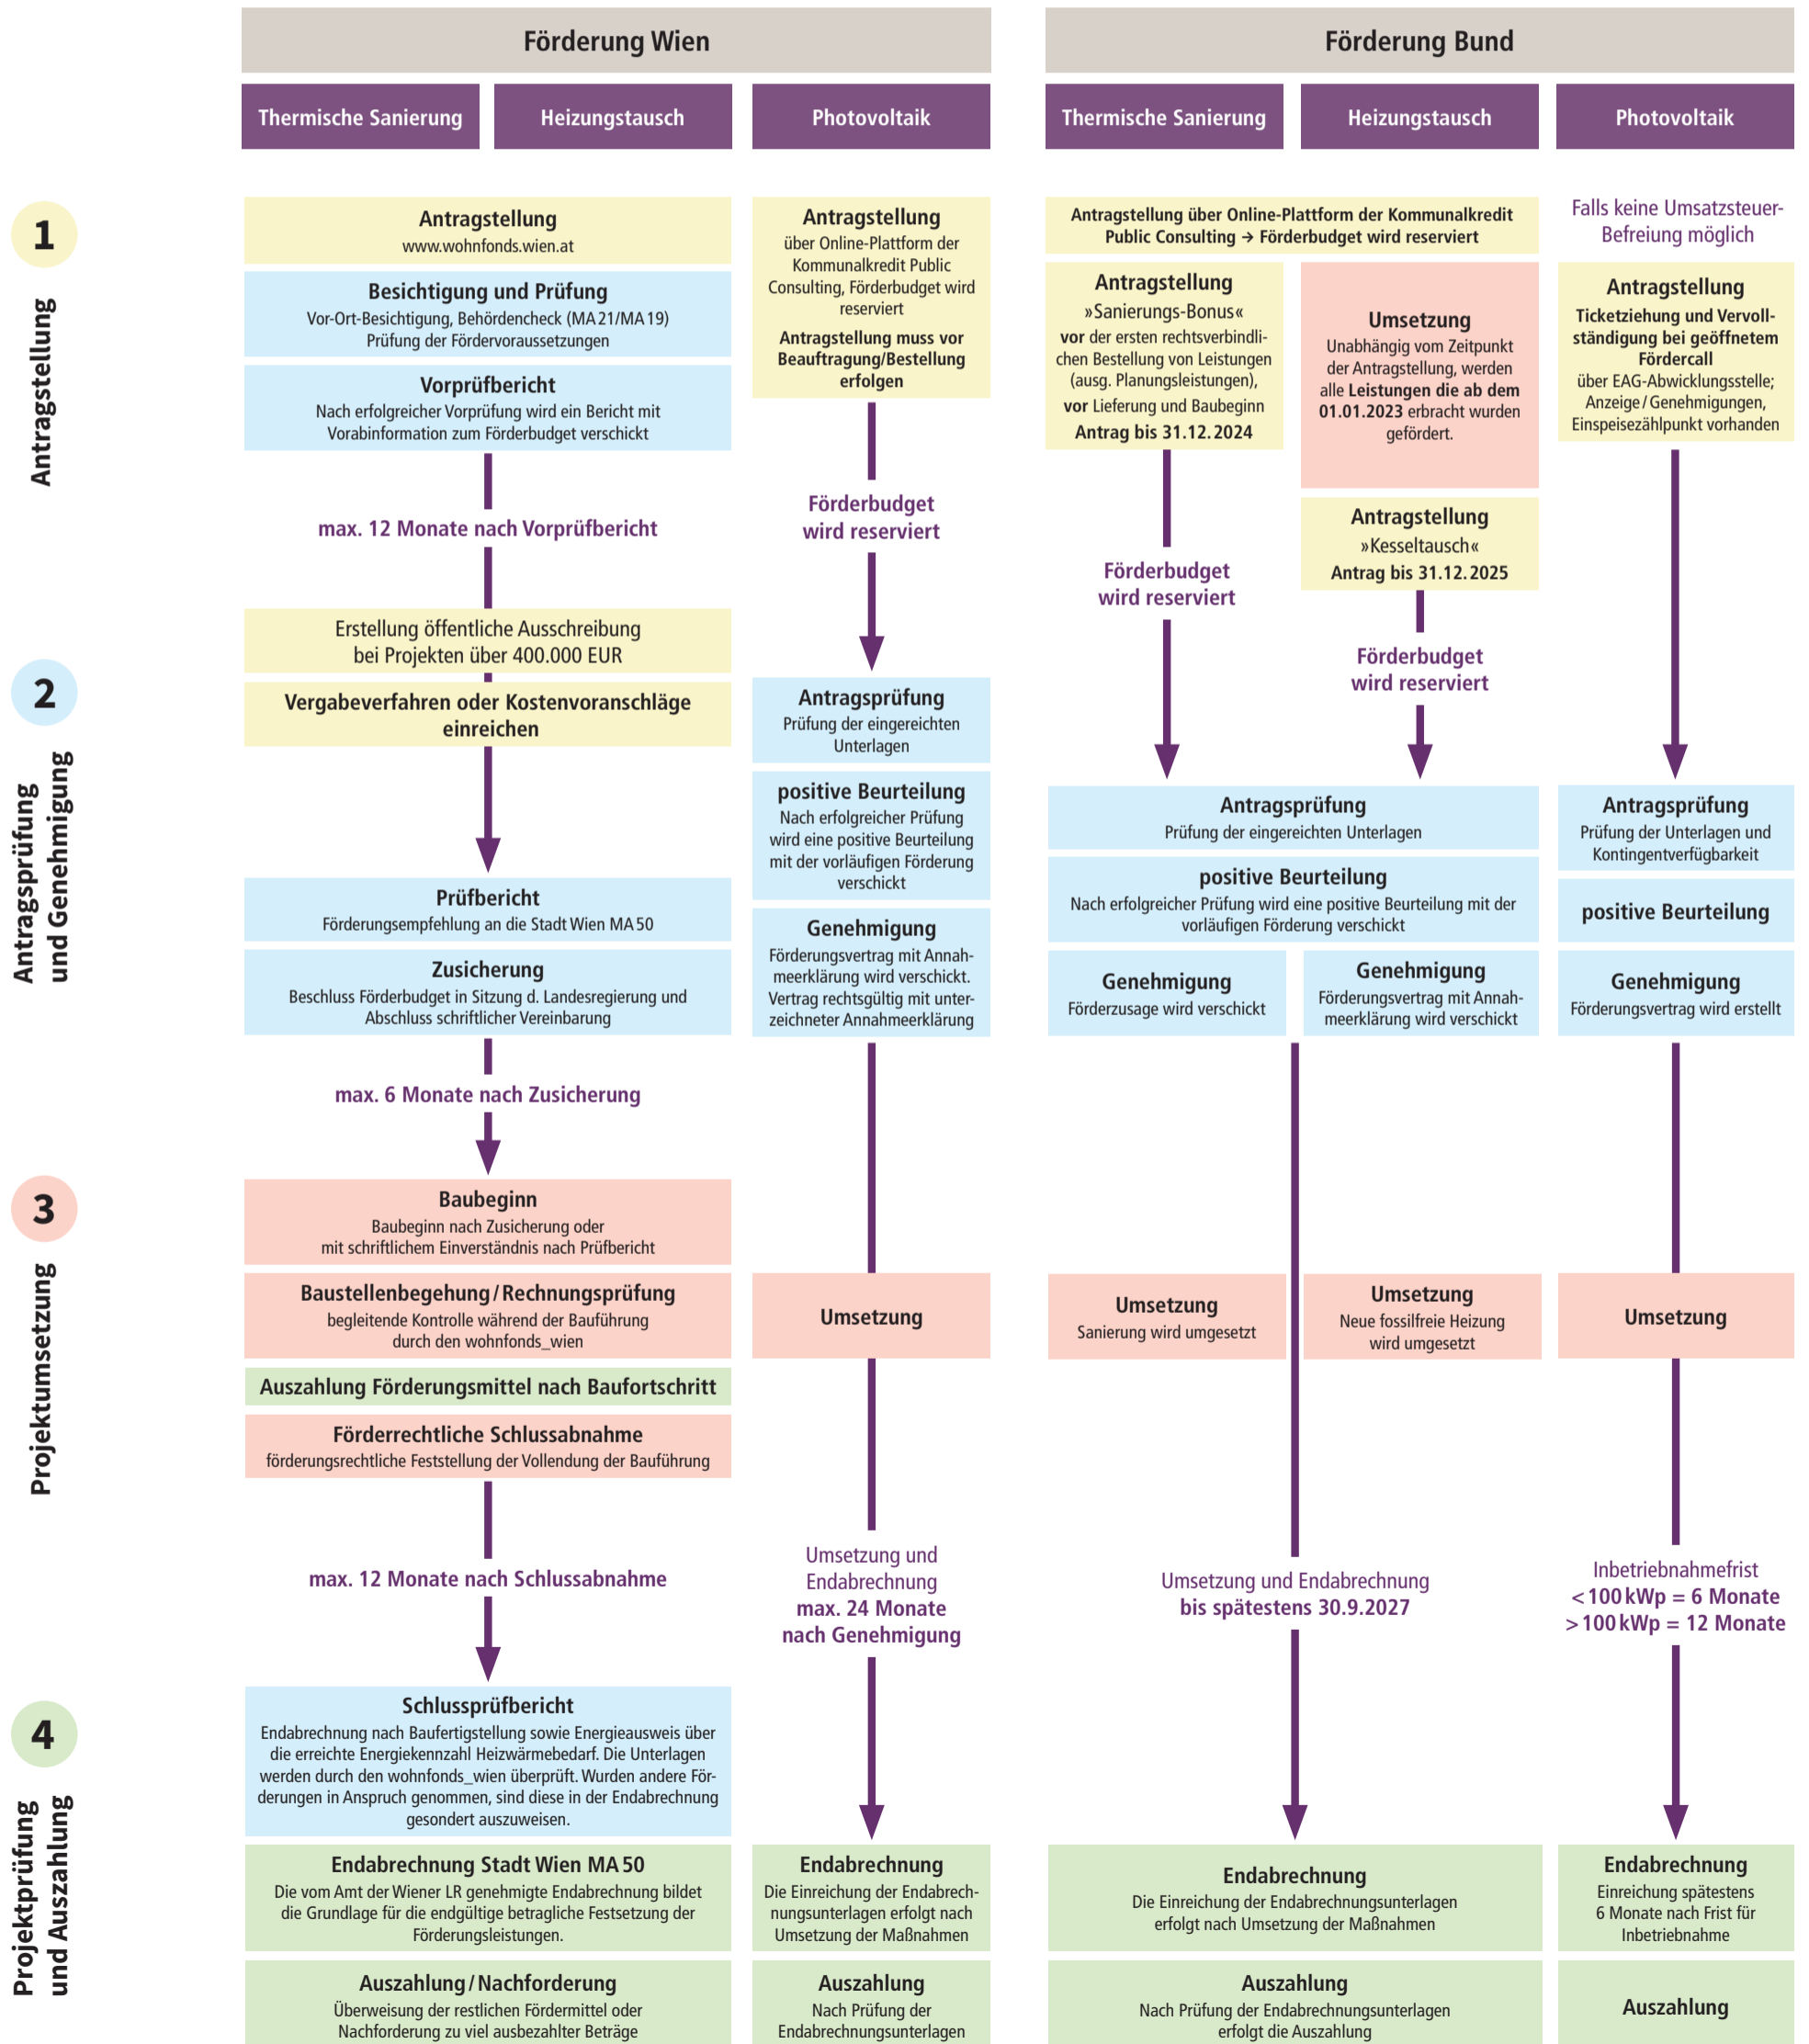 Förderung Wien
Thermische Sanierung
Heizungstausch
Photovoltaik
Förderung Bund
Thermische Sanierung
Heizungstausch
Photovoltaik
1
Antragstellung
Antragstellung
www.wohnfonds.wien.at
Besichtigung und Prüfung
Vor-Ort-Besichtigung, Behördencheck (MA 21/MA 19)
Prüfung der Fördervoraussetzungen
Vorprüfbericht
Nach erfolgreicher Vorprüfung wird ein Bericht mit
Vorabinformation zum Förderbudget verschickt
max. 12 Monate nach Vorprüfbericht
Antragstellung
über Online-Plattform der
Kommunalkredit Public
Consulting, Förderbudget wird
reserviert
Antragstellung muss vor
Beauftragung/Bestellung
erfolgen
Förderbudget
wird reserviert
Antragstellung über Online-Plattform der Kommunalkredit
Public Consulting → Förderbudget wird reserviert
Antragstellung
»Sanierungs-Bonus«
vor der ersten rechtsverbindli-
chen Bestellung von Leistungen
(ausg. Planungsleistungen),
vor Lieferung und Baubeginn
Antrag bis 31.12.2024
Förderbudget
wird reserviert
Umsetzung
Unabhängig vom Zeitpunkt
der Antragstellung, werden
alle Leistungen die ab dem
01.01.2023 erbracht wurden
gefördert.
Antragstellung
»Kesseltausch«
Antrag bis 31.12.2025
Förderbudget
wird reserviert
Falls keine Umsatzsteuer-
Befreiung möglich
Antragstellung
Ticketziehung und Vervoll-
ständigung bei geöffnetem
Fördercall
über EAG-Abwicklungsstelle;
Anzeige/Genehmigungen,
Einspeisezählpunkt vorhanden
2
Antragsprüfung
und Genehmigung
Erstellung öffentliche Ausschreibung
bei Projekten über 400.000 EUR
Vergabeverfahren oder Kostenvoranschläge
einreichen
Prüfbericht
Förderungsempfehlung an die Stadt Wien MA 50
Zusicherung
Beschluss Förderbudget in Sitzung d. Landesregierung und
Abschluss schriftlicher Vereinbarung
max. 6 Monate nach Zusicherung
Antragsprüfung
Prüfung der eingereichten
Unterlagen
positive Beurteilung
Nach erfolgreicher Prüfung
wird eine positive Beurteilung
mit der vorläufigen Förderung
verschickt
Genehmigung
Förderungsvertrag mit Annah-
meerklärung wird verschickt.
Vertrag rechtsgültig mit unter-
zeichneter Annahmeerklärung
Antragsprüfung
Prüfung der eingereichten Unterlagen
positive Beurteilung
Nach erfolgreicher Prüfung wird eine positive Beurteilung mit der
vorläufigen Förderung verschickt
Genehmigung
Förderzusage wird verschickt
Genehmigung
Förderungsvertrag mit Annah-
meerklärung wird verschickt
Antragsprüfung
Prüfung der Unterlagen und
Kontingentverfügbarkeit
positive Beurteilung
Genehmigung
Förderungsvertrag wird erstellt
3
Projektumsetzung
Baubeginn
Baubeginn nach Zusicherung oder
mit schriftlichem Einverständnis nach Prüfbericht
Baustellenbegehung/Rechnungsprüfung
begleitende Kontrolle während der Bauführung
durch den wohnfonds_wien
Auszahlung Förderungsmittel nach Baufortschritt
Förderrechtliche Schlussabnahme
förderungsrechtliche Feststellung der Vollendung der Bauführung
max. 12 Monate nach Schlussabnahme
Umsetzung
Umsetzung und
Endabrechnung
max. 24 Monate
nach Genehmigung
Umsetzung
Sanierung wird umgesetzt
Umsetzung
Neue fossilfreie Heizung
wird umgesetzt
Umsetzung und Endabrechnung
bis spätestens 30.9.2027
Umsetzung
Inbetriebnahmefrist
< 100 kWp = 6 Monate
> 100 kWp = 12 Monate
4
Projektprüfung
und Auszahlung
Schlussprüfbericht
Endabrechnung nach Baufertigstellung sowie Energieausweis über
die erreichte Energiekennzahl Heizwärmebedarf. Die Unterlagen
werden durch den wohnfonds_wien überprüft. Wurden andere För-
derungen in Anspruch genommen, sind diese in der Endabrechnung
gesondert auszuweisen.
Endabrechnung Stadt Wien MA 50
Die vom Amt der Wiener LR genehmigte Endabrechnung bildet
die Grundlage für die endgültige betragliche Festsetzung der
Förderungsleistungen.
Auszahlung/Nachforderung
Überweisung der restlichen Fördermittel oder
Nachforderung zu viel ausbezahlter Beträge
Endabrechnung
Die Einreichung der Endabrech-
nungsunterlagen erfolgt nach
Umsetzung der Maßnahmen
Auszahlung
Nach Prüfung der
Endabrechnungsunterlagen
Endabrechnung
Die Einreichung der Endabrechnungsunterlagen
erfolgt nach Umsetzung der Maßnahmen
Auszahlung
Nach Prüfung der Endabrechnungsunterlagen
erfolgt die Auszahlung
Endabrechnung
Einreichung spätestens
6 Monate nach Frist für
Inbetriebnahme
Auszahlung